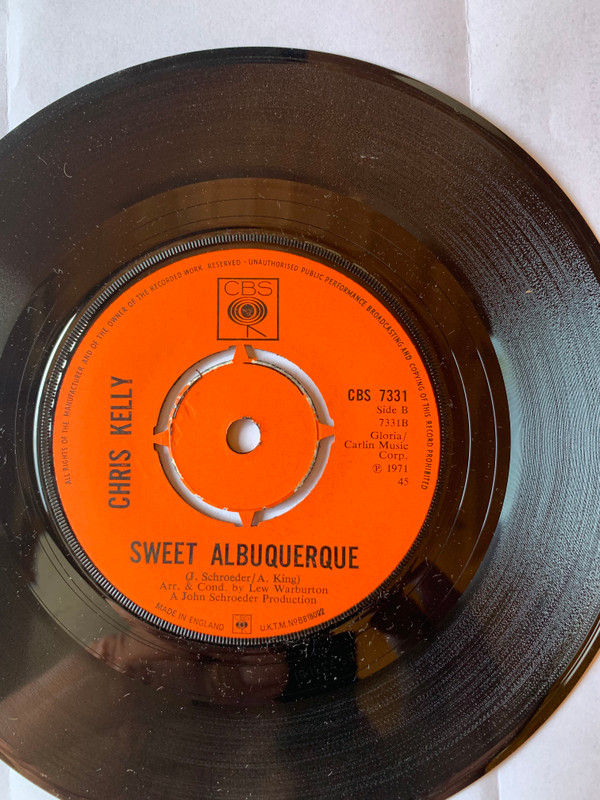 ALL RIGHTS OF THE MANUFACTURER AND OF THE OWNER OF THE RECORDED WORK RESERVED - UNAUTHORISED PUBLIC PERFORMANCE BROADCASTING AND COPYING OF THIS RECORD PROHIBITED
CBS
CHRIS KELLY
CBS 7331
Side B
7331B
Gloria/
Carlin Music
Corp.
℗ 1971
45
SWEET ALBUQUERQUE
(J. Schroeder/A. King)
Arr. & Cond. by Lew Warburton
A John Schroeder Production
MADE IN ENGLAND
U.K.T.M. Nº